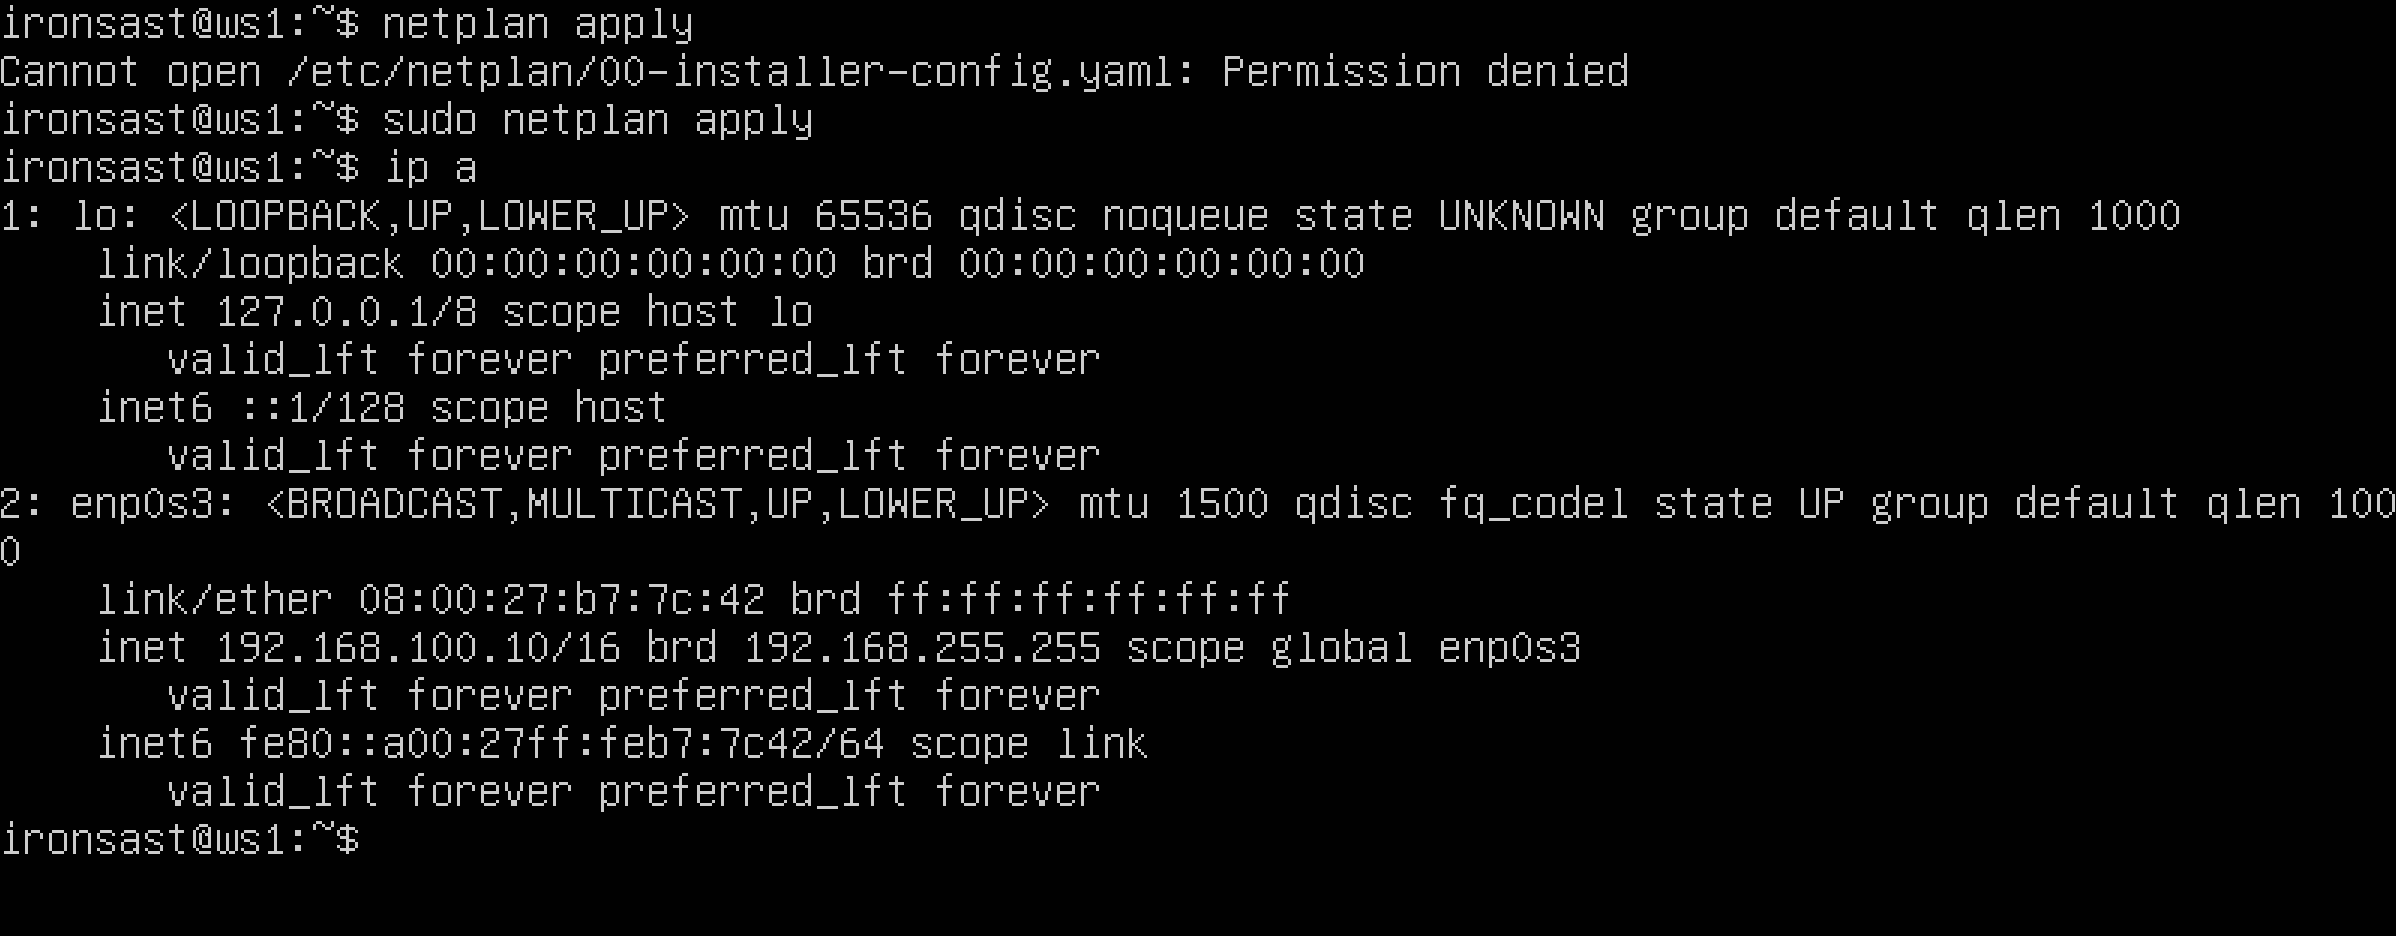 ironsast@ws1:~$ netplan apply
Cannot open /etc/netplan/00-installer-config.yaml: Permission denied
ironsast@ws1:~$ sudo netplan apply
ironsast@ws1:~$ ip a
1: lo: <LOOPBACK,UP,LOWER_UP> mtu 65536 qdisc noqueue state UNKNOWN group default qlen 1000
    link/loopback 00:00:00:00:00:00 brd 00:00:00:00:00:00
    inet 127.0.0.1/8 scope host lo
       valid_lft forever preferred_lft forever
    inet6 ::1/128 scope host
       valid_lft forever preferred_lft forever
2: enp0s3: <BROADCAST,MULTICAST,UP,LOWER_UP> mtu 1500 qdisc fq_codel state UP group default qlen 100
0
    link/ether 08:00:27:b7:7c:42 brd ff:ff:ff:ff:ff:ff
    inet 192.168.100.10/16 brd 192.168.255.255 scope global enp0s3
       valid_lft forever preferred_lft forever
    inet6 fe80::a00:27ff:feb7:7c42/64 scope link
       valid_lft forever preferred_lft forever
ironsast@ws1:~$